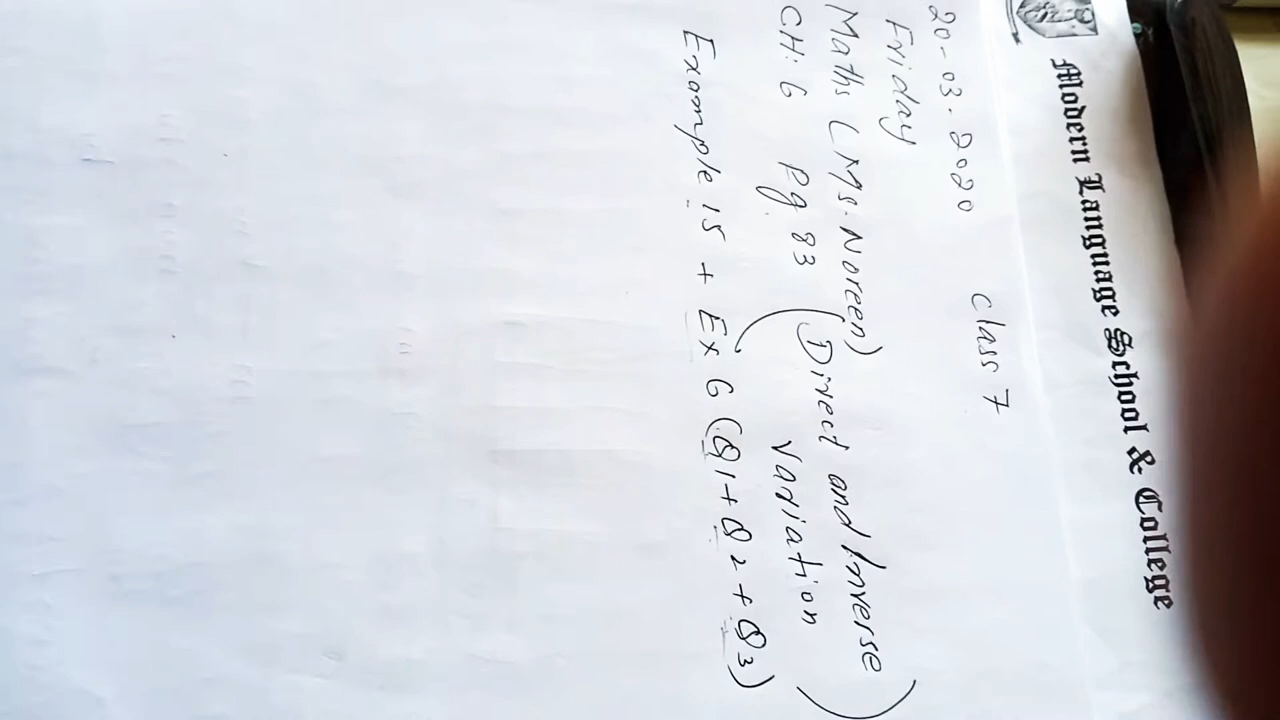 Modern Language School & College
Class 7
20-03-2020
Friday
Maths (Ms. Noreen)
CH: 6 Pg 83 (Direct and Inverse
Variation)
Example 15 + Ex 6 (Q1 + Q2 + Q3)